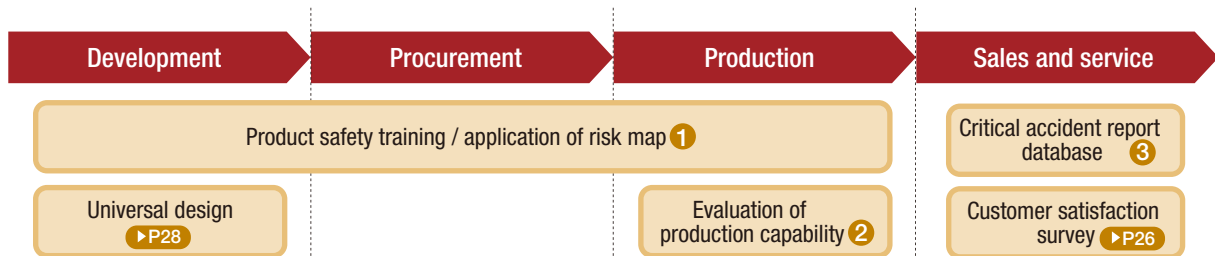 Development
Procurement
Production
Sales and service
Product safety training / application of risk map 1
Critical accident report
database 3
Universal design
▶P28
Evaluation of
production capability 2
Customer satisfaction
survey ▶P26